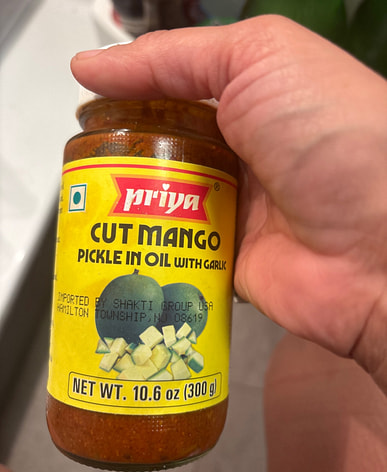 priya®
CUT MANGO
PICKLE IN OIL WITH GARLIC
IMPORTED BY SHAKTI GROUP USA
HAMILTON TOWNSHIP, NJ 08619
NET WT. 10.6 oz (300 g)